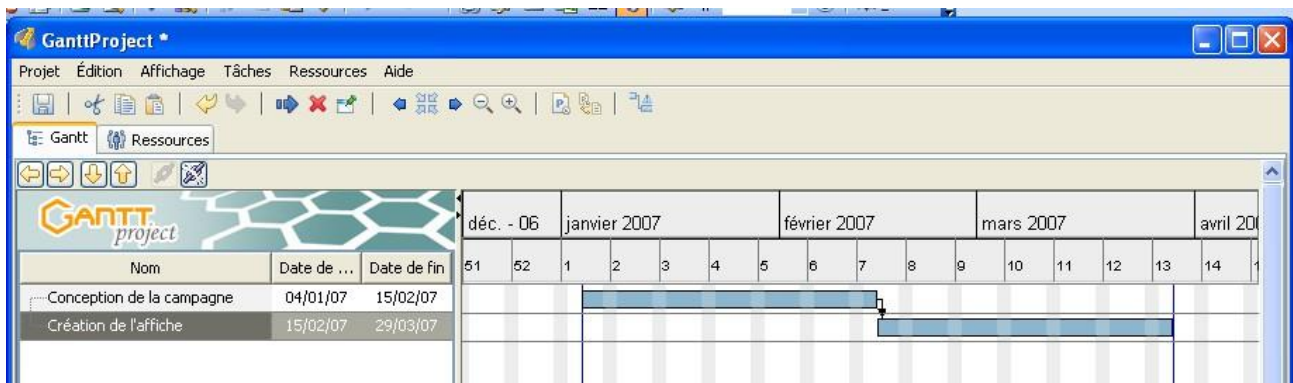 GanttProject *
Projet Édition Affichage Tâches Ressources Aide
Gantt Ressources
GANTT project
déc. - 06 janvier 2007 février 2007 mars 2007 avril
Nom Date de ... Date de fin 51 52 1 2 3 4 5 6 7 8 9 10 11 12 13 14
Conception de la campagne 04/01/07 15/02/07
Création de l'affiche 15/02/07 29/03/07